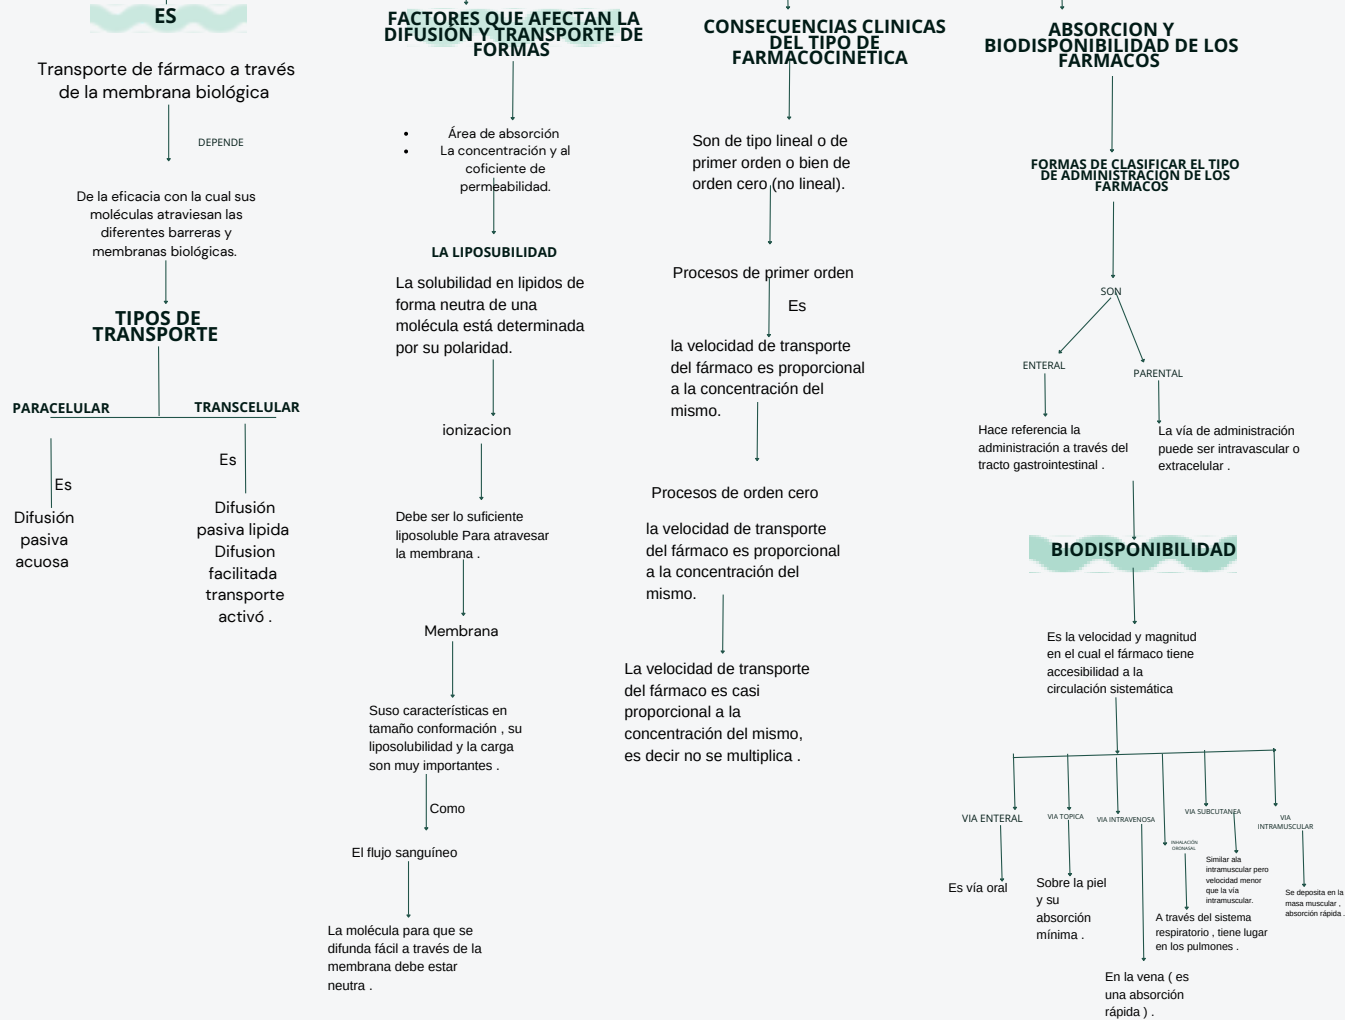 ES
Transporte de fármaco a través
de la membrana biológica
DEPENDE
De la eficacia con la cual sus
moléculas atraviesan las
diferentes barreras y
membranas biológicas.
TIPOS DE
TRANSPORTE
PARACELULAR
TRANSCELULAR
Es
Es
Difusión
pasiva
acuosa
Difusión
pasiva lipida
Difusion
facilitada
transporte
activó .
FACTORES QUE AFECTAN LA
DIFUSIÓN Y TRANSPORTE DE
FORMAS
• Área de absorción
• La concentración y al
coficiente de
permeabilidad.
LA LIPOSUBILIDAD
La solubilidad en lipidos de
forma neutra de una
molécula está determinada
por su polaridad.
ionizacion
Debe ser lo suficiente
liposoluble Para atravesar
la membrana .
Membrana
Suso características en
tamaño conformación , su
liposolubilidad y la carga
son muy importantes .
Como
El flujo sanguíneo
La molécula para que se
difunda fácil a través de la
membrana debe estar
neutra .
CONSECUENCIAS CLINICAS
DEL TIPO DE
FARMACOCINETICA
Son de tipo lineal o de
primer orden o bien de
orden cero (no lineal).
Procesos de primer orden
Es
la velocidad de transporte
del fármaco es proporcional
a la concentración del
mismo.
Procesos de orden cero
la velocidad de transporte
del fármaco es proporcional
a la concentración del
mismo.
La velocidad de transporte
del fármaco es casi
proporcional a la
concentración del mismo,
es decir no se multiplica .
ABSORCION Y
BIODISPONIBILIDAD DE LOS
FARMACOS
FORMAS DE CLASIFICAR EL TIPO
DE ADMINISTRACION DE LOS
FARMACOS
SON
ENTERAL
PARENTAL
Hace referencia la
administración a través del
tracto gastrointestinal .
La vía de administración
puede ser intravascular o
extracelular .
BIODISPONIBILIDAD
Es la velocidad y magnitud
en el cual el fármaco tiene
accesibilidad a la
circulación sistemática
VIA ENTERAL
VIA TOPICA
VIA INTRAVENOSA
INHALACIÓN
ORONASAL
VIA SUBCUTANEA
VIA
INTRAMUSCULAR
Es vía oral
Sobre la piel
y su
absorción
mínima .
En la vena ( es
una absorción
rápida ) .
A través del sistema
respiratorio , tiene lugar
en los pulmones .
Similar ala
intramuscular pero
velocidad menor
que la vía
intramuscular.
Se deposita en la
masa muscular ,
absorción rápida .